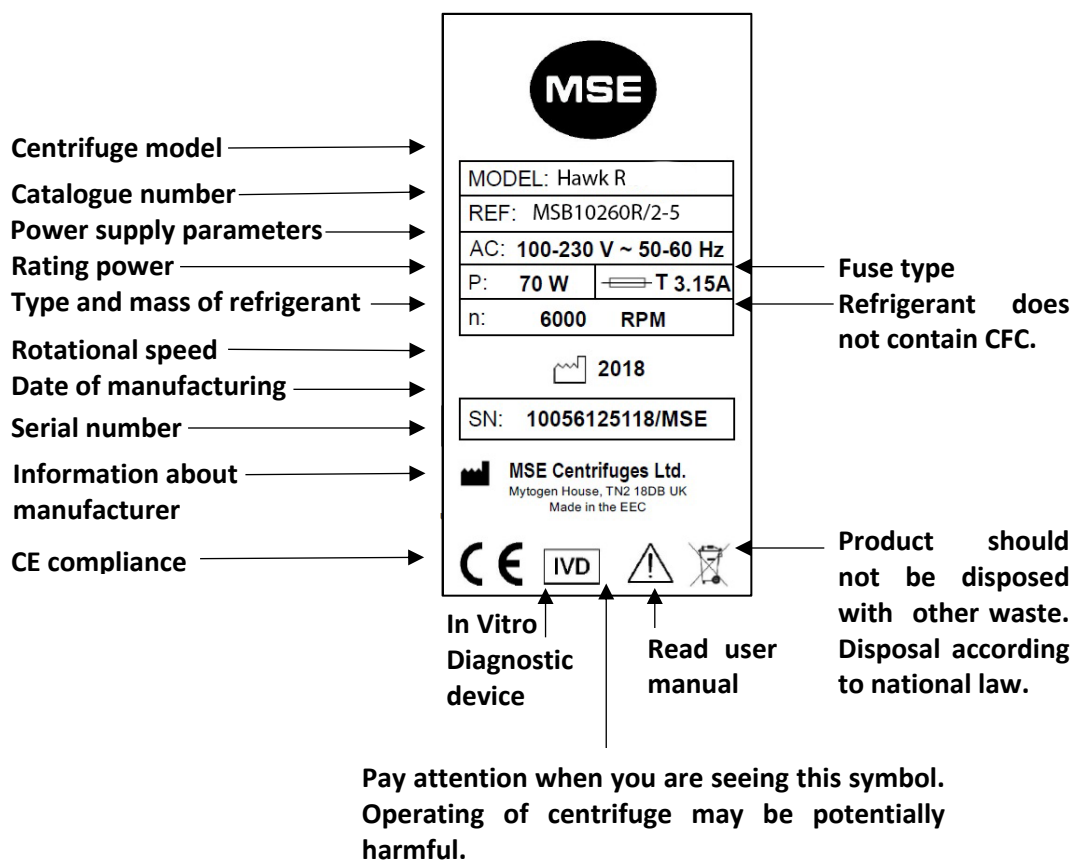 MSE
Centrifuge model
Catalogue number
Power supply parameters
Rating power
Type and mass of refrigerant
Rotational speed
Date of manufacturing
Serial number
Information about
manufacturer
CE compliance
MODEL: Hawk R
REF: MSB10260R/2-5
AC: 100-230 V ~ 50-60 Hz
P: 70 W T 3.15A
n: 6000 RPM
2018
SN: 10056125118/MSE
MSE Centrifuges Ltd.
Mytogen House, TN2 18DB UK
Made in the EEC
CE IVD
Fuse type
Refrigerant does
not contain CFC.
Product should
not be disposed
with other waste.
Disposal according
to national law.
In Vitro
Diagnostic
device
Read user
manual
Pay attention when you are seeing this symbol.
Operating of centrifuge may be potentially
harmful.